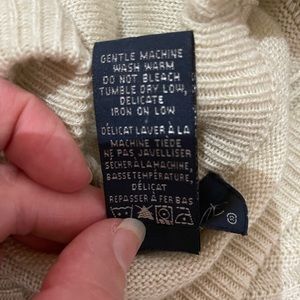 GENTLE MACHINE
WASH WARM
DO NOT BLEACH
TUMBLE DRY LOW,
DELICATE
IRON ON LOW
DÉLICAT LAVER À LA
MACHINE TIÈDE
NE PAS JAVELLISER
SÉCHER À LA MACHINE,
BASSE TEMPÉRATURE,
DÉLICAT
REPASSER À FER BAS